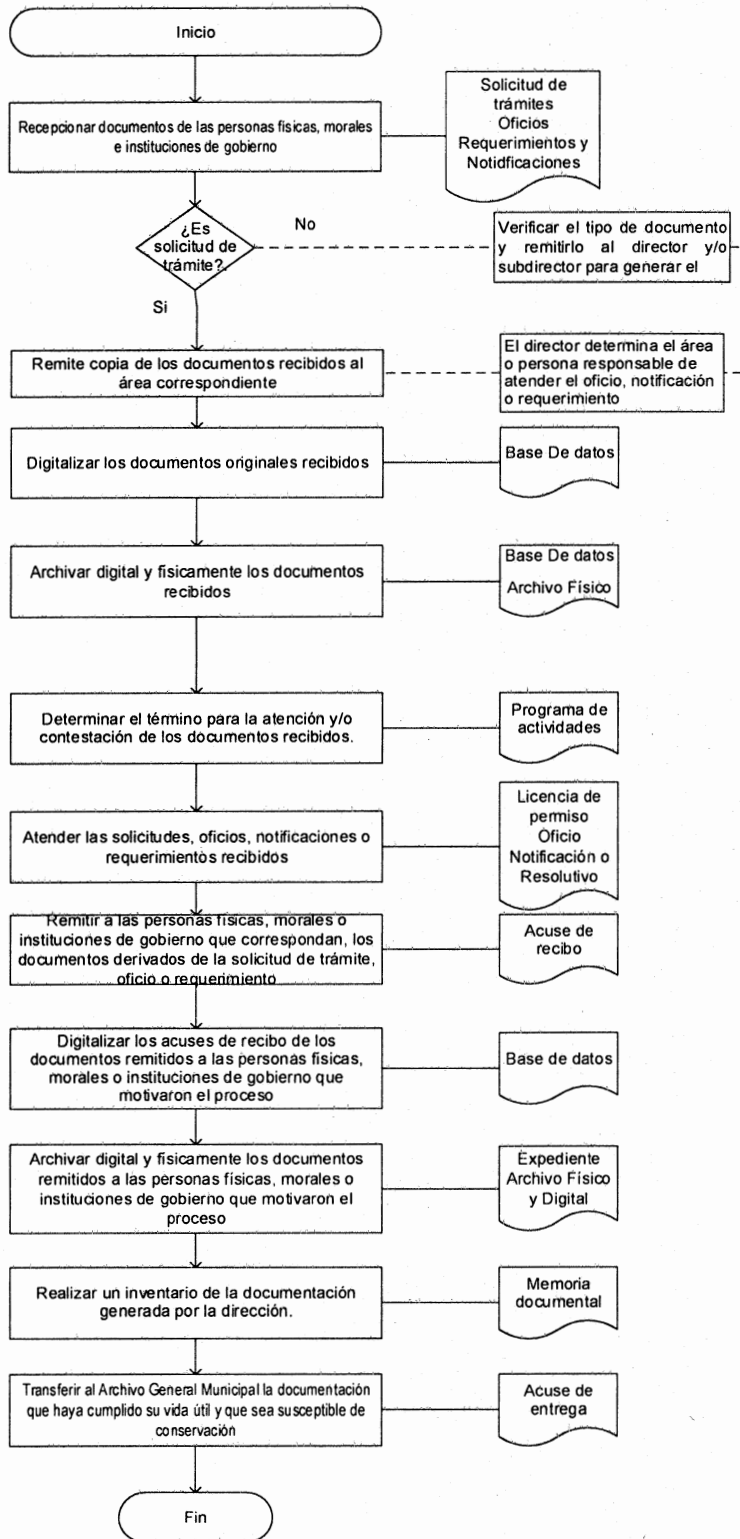 Inicio
Recepcionar documentos de las personas físicas, morales
e instituciones de gobierno
Solicitud de
trámites
Oficios
Requerimientos y
Notidficaciones
¿Es
solicitud de
trámite?.
No
Verificar el tipo de documento
y remitirlo al director y/o
subdirector para generar el
Si
Remite copia de los documentos recibidos al
área correspondiente
El director determina el área
o persona responsable de
atender el oficio, notificación
o requerimiento
Digitalizar los documentos originales recibidos
Base De datos
Archivar digital y fisicamente los documentos
recibidos
Base De datos
Archivo Físico
Determinar el término para la atención y/o
contestación de los documentos recibidos.
Programa de
actividades
Atender las solicitudes, oficios, notificaciones o
requerimientos recibidos
Licencia de
permiso
Oficio
Notificación o
Resolutivo
Remitir a las personas físicas, morales o
instituciones de gobierno que correspondan, los
documentos derivados de la solicitud de trámite,
oficio o requerimiento
Acuse de
recibo
Digitalizar los acuses de recibo de los
documentos remitidos a las personas físicas,
morales o instituciones de gobierno que
motivaron el proceso
Base de datos
Archivar digital y fisicamente los documentos
remitidos a las personas físicas, morales o
instituciones de gobierno que motivaron el
proceso
Expediente
Archivo Físico
y Digital
Realizar un inventario de la documentación
generada por la dirección.
Memoria
documental
Transferir al Archivo General Municipal la documentación
que haya cumplido su vida útil y que sea susceptible de
conservación
Acuse de
entrega
Fin